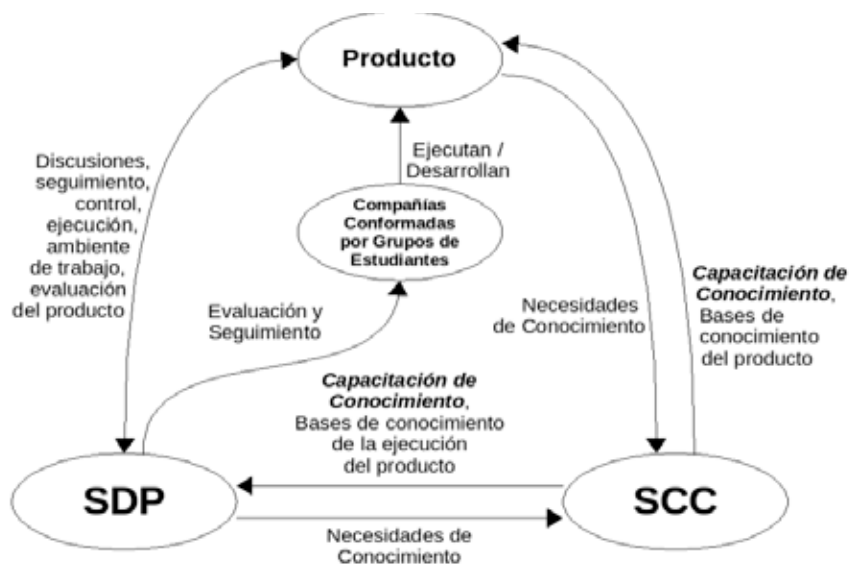 Producto
Ejecutan /
Desarrollan
Discusiones,
seguimiento,
control,
ejecución,
ambiente
de trabajo,
evaluación
del producto
Compañías
Conformadas
por Grupos de
Estudiantes
Evaluación y
Seguimiento
Necesidades
de Conocimiento
Capacitación de
Conocimiento,
Bases de
conocimiento
del producto
Capacitación de
Conocimiento,
Bases de conocimiento
de la ejecución
del producto
SDP
SCC
Necesidades de
Conocimiento